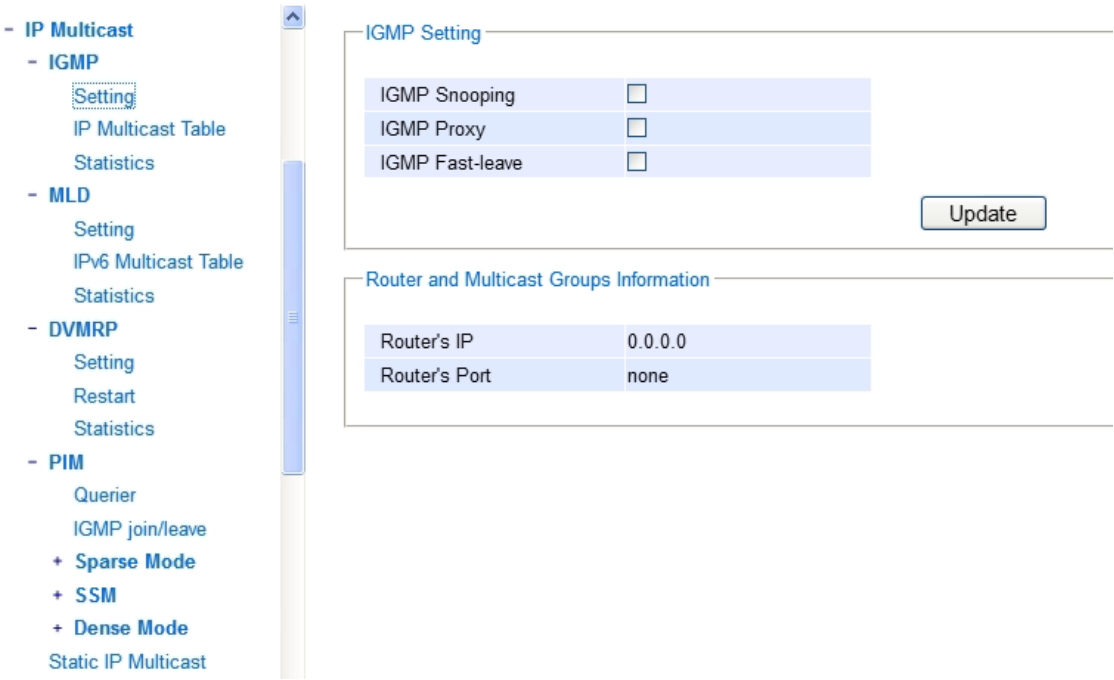 - IP Multicast
- IGMP
Setting
IP Multicast Table
Statistics
- MLD
Setting
IPv6 Multicast Table
Statistics
- DVMRP
Setting
Restart
Statistics
- PIM
Querier
IGMP join/leave
+ Sparse Mode
+ SSM
+ Dense Mode
Static IP Multicast
IGMP Setting
IGMP Snooping
IGMP Proxy
IGMP Fast-leave
Update
Router and Multicast Groups Information
Router's IP 0.0.0.0
Router's Port none